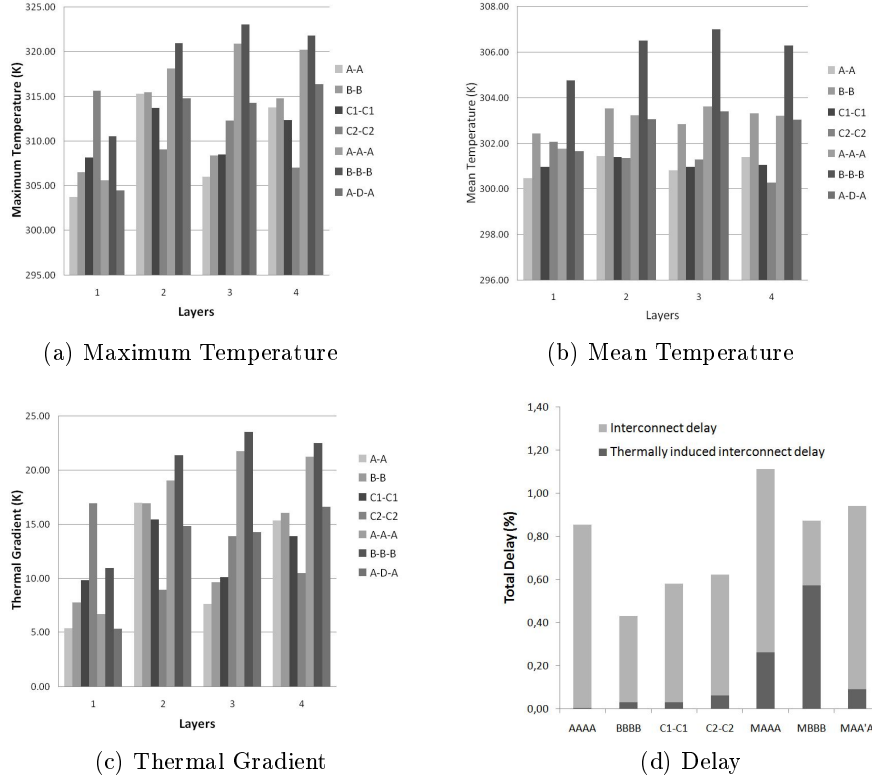 325.00
320.00
315.00
310.00
305.00
300.00
295.00
Maximum Temperature (K)
1 2 3 4
Layers
A-A
B-B
C1-C1
C2-C2
A-A-A
B-B-B
A-D-A
(a) Maximum Temperature
308.00
306.00
304.00
302.00
300.00
298.00
296.00
Mean Temperature (K)
1 2 3 4
Layers
A-A
B-B
C1-C1
C2-C2
A-A-A
B-B-B
A-D-A
(b) Mean Temperature
25.00
20.00
15.00
10.00
5.00
0.00
Thermal Gradient (K)
1 2 3 4
Layers
A-A
B-B
C1-C1
C2-C2
A-A-A
B-B-B
A-D-A
(c) Thermal Gradient
1,40
1,20
1,00
0,80
0,60
0,40
0,20
0,00
Total Delay (%)
Interconnect delay
Thermally induced interconnect delay
AAAA BBBB C1-C1 C2-C2 MAAA MBBB MAA'A
(d) Delay